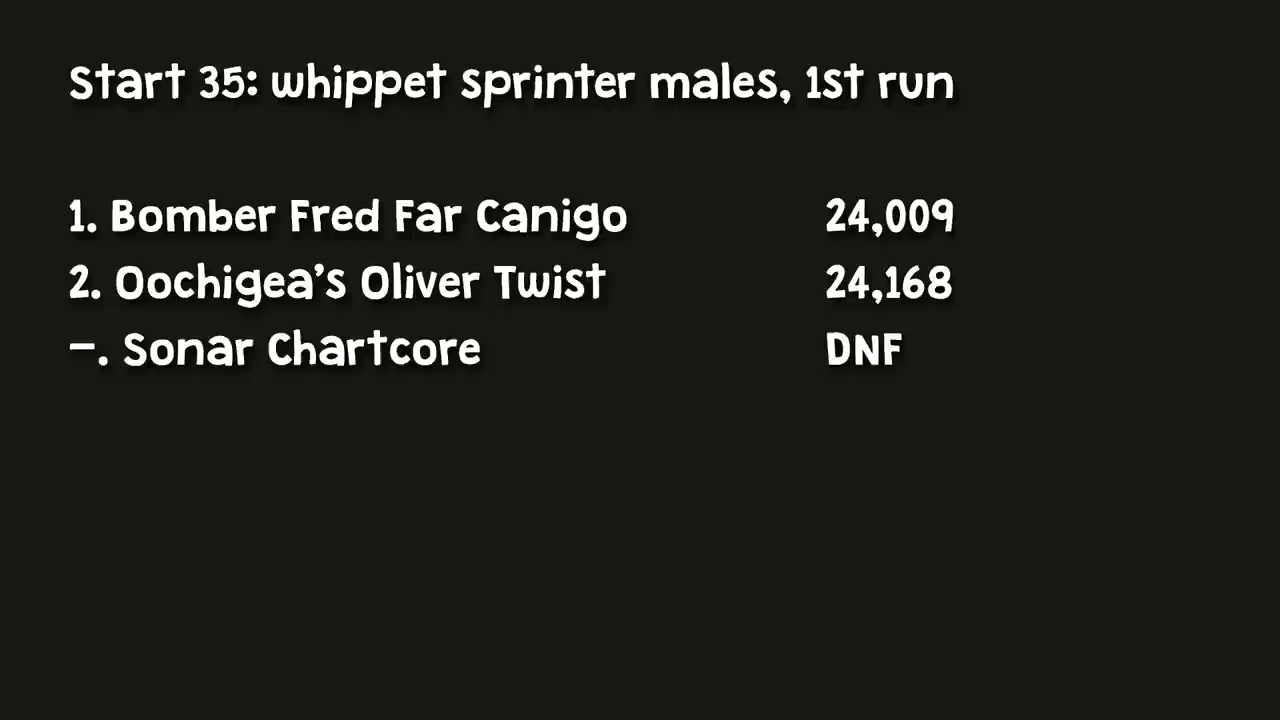 Start 35: whippet sprinter males, 1st run
1. Bomber Fred Far Canigo 24,009
2. Oochigea's Oliver Twist 24,168
–. Sonar Chartcore DNF